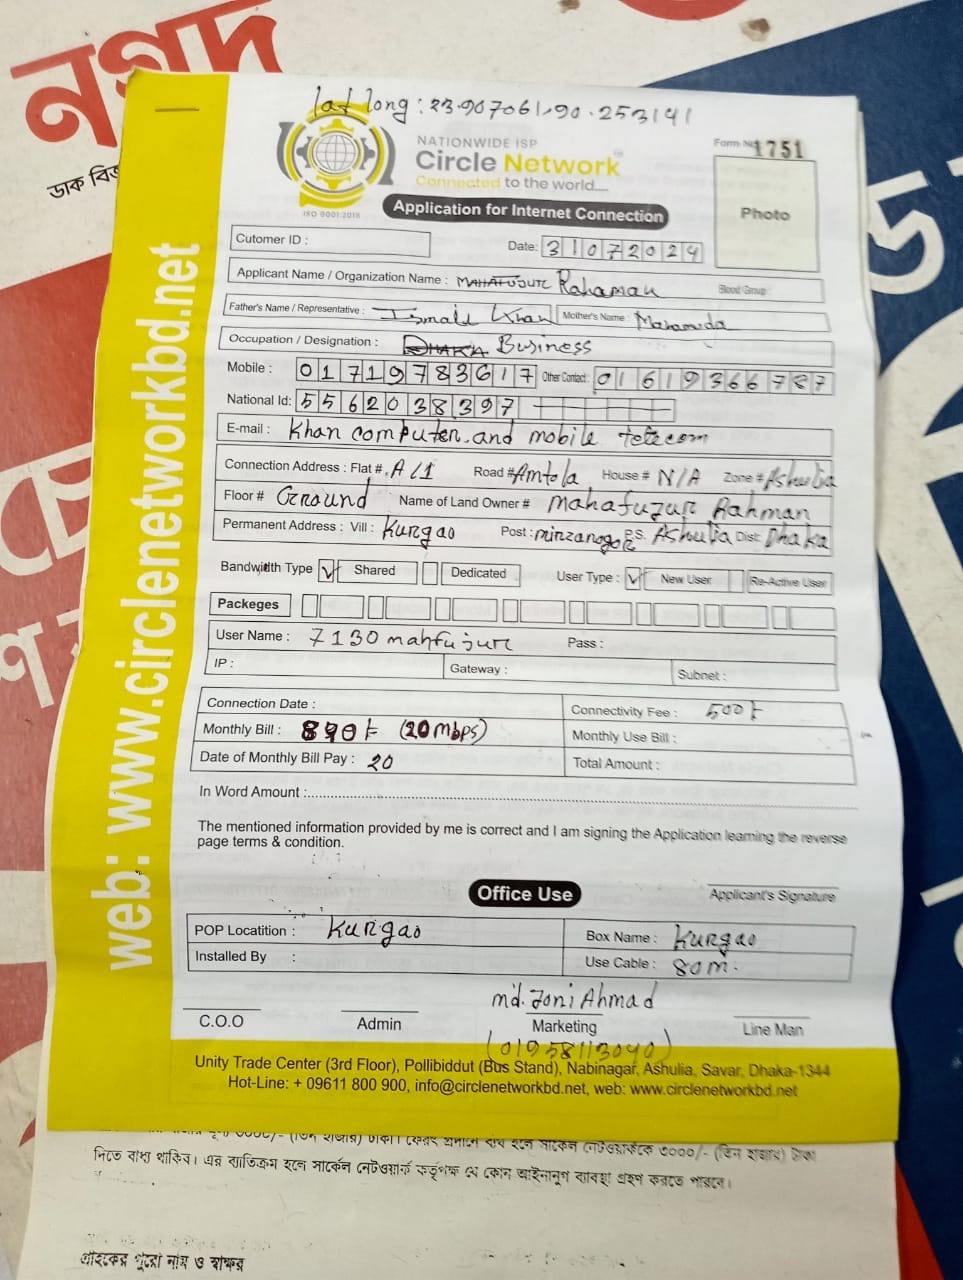 নগদ
ডাক বি
lat long : 23.907061, 90.253141
NATIONWIDE ISP
Circle Network
Connected to the world....
ISO 9001:2015
Form № 1751
Photo
Application for Internet Connection
Cutomer ID :
Date: 31072024
Applicant Name / Organization Name : MAHAFUJUR Rahaman Blood Group :
Father's Name / Representative : Ismail Khan Mother's Name : Mahamuda
Occupation / Designation : DHAKA Business
Mobile : 01719783617 Other Contact : 01619366787
National Id: 5562038397
E-mail : Khan computer and mobile telecom
Connection Address : Flat #. A/1 Road # Amtola House # N/A Zone # Ashulia
Floor # Ground Name of Land Owner # Mahafuzur Rahman
Permanent Address : Vill : Kurgao Post : mirzanagor P.S. Ashulia Dist: Dhaka
Bandwidth Type Shared Dedicated User Type : New User Re-Active User
Packeges
User Name : 7130 mahfujur Pass :
IP : Gateway : Subnet :
Connection Date : Connectivity Fee : 500 ৳
Monthly Bill : 890৳ (20 Mbps) Monthly Use Bill :
Date of Monthly Bill Pay : 20 Total Amount :
In Word Amount :
The mentioned information provided by me is correct and I am signing the Application learning the reverse
page terms & condition.
Office Use
Applicant's Signature
POP Locatition : Kurgao Box Name : Kurgao
Installed By : Use Cable : 80m.
md. Joni Ahmad
C.O.O Admin Marketing Line Man
(01958113040)
Unity Trade Center (3rd Floor), Pollibiddut (Bus Stand), Nabinagar, Ashulia, Savar, Dhaka-1344
Hot-Line: + 09611 800 900, info@circlenetworkbd.net, web: www.circlenetworkbd.net
web: www.circlenetworkbd.net
দিতে বাধ্য থাকিব। এর ব্যতিক্রম হলে সার্কেল নেটওয়ার্ক কর্তৃপক্ষ যে কোন আইনানুগ ব্যাবস্থা গ্রহণ করতে পারবে।
গ্রাহকের পুরো নাম ও স্বাক্ষর